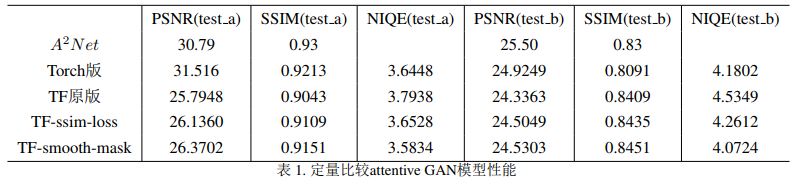 PSNR(test_a) SSIM(test_a) NIQE(test_a) PSNR(test_b) SSIM(test_b) NIQE(test_b)
A²Net 30.79 0.93 25.50 0.83
Torch版 31.516 0.9213 3.6448 24.9249 0.8091 4.1802
TF原版 25.7948 0.9043 3.7938 24.3363 0.8409 4.5349
TF-ssim-loss 26.1360 0.9109 3.6528 24.5049 0.8435 4.2612
TF-smooth-mask 26.3702 0.9151 3.5834 24.5303 0.8451 4.0724
表 1. 定量比较attentive GAN模型性能